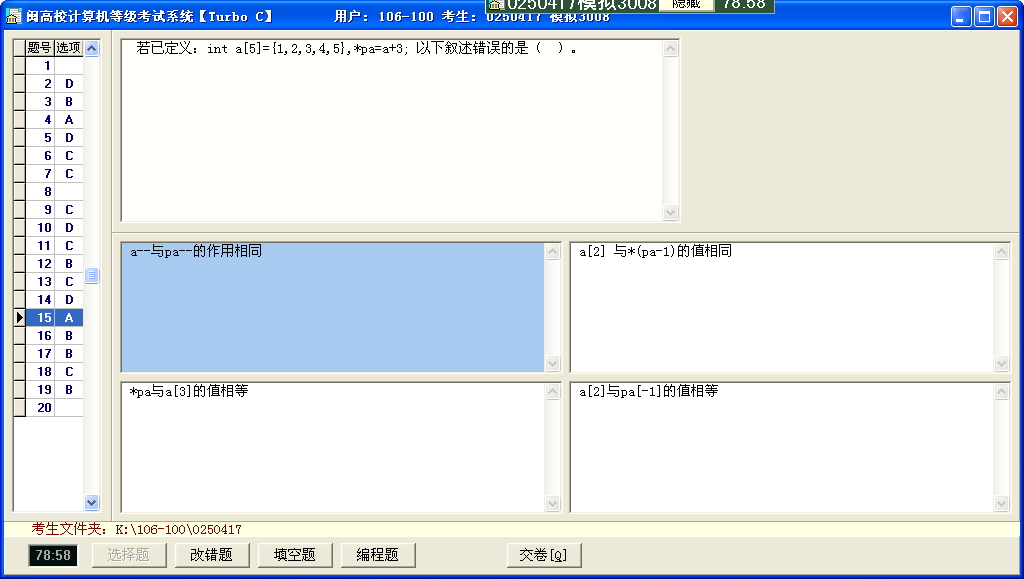 闽高校计算机等级考试系统【Turbo C】 用户: 106-100 考生: 0250417 模拟3008
0250417模拟3008 隐藏 78:58
题号 选项
1
2 D
3 B
4 A
5 D
6 C
7 C
8
9 C
10 D
11 C
12 B
13 C
14 D
15 A
16 B
17 B
18 C
19 B
20
若已定义: int a[5]={1,2,3,4,5},*pa=a+3; 以下叙述错误的是( )。
a--与pa--的作用相同
a[2] 与*(pa-1)的值相同
*pa与a[3]的值相等
a[2]与pa[-1]的值相等
考生文件夹: K:\106-100\0250417
78:58 选择题 改错题 填空题 编程题 交卷[Q]